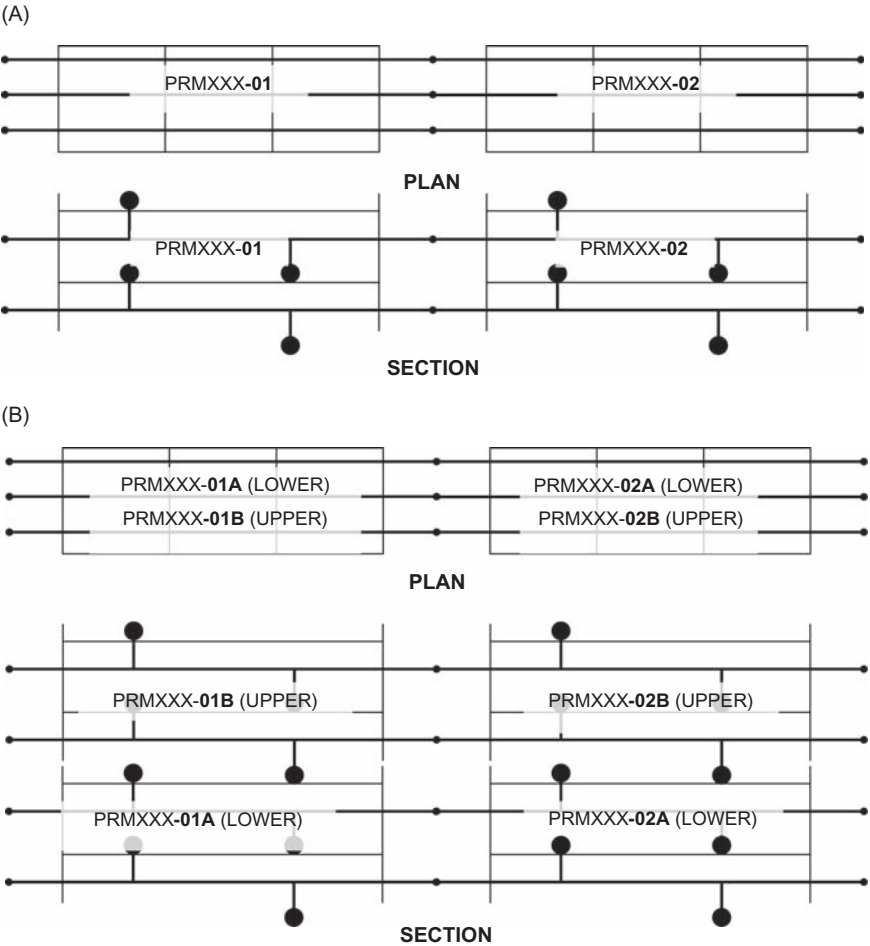 (A)
PRMXXX-01 PRMXXX-02
PLAN
PRMXXX-01 PRMXXX-02
SECTION
(B)
PRMXXX-01A (LOWER) PRMXXX-02A (LOWER)
PRMXXX-01B (UPPER) PRMXXX-02B (UPPER)
PLAN
PRMXXX-01B (UPPER) PRMXXX-02B (UPPER)
PRMXXX-01A (LOWER) PRMXXX-02A (LOWER)
SECTION